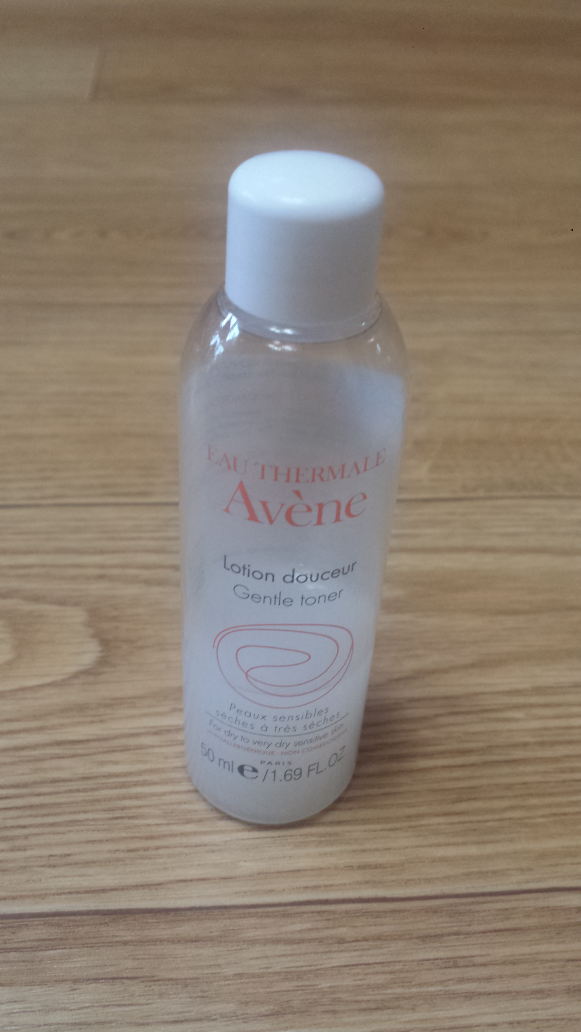 EAU THERMALE
Avène
Lotion douceur
Gentle toner
Peaux sensibles
sèches à très sèches
For dry to very dry sensitive skin
PARIS
50 ml ℮/1.69 FL.OZ